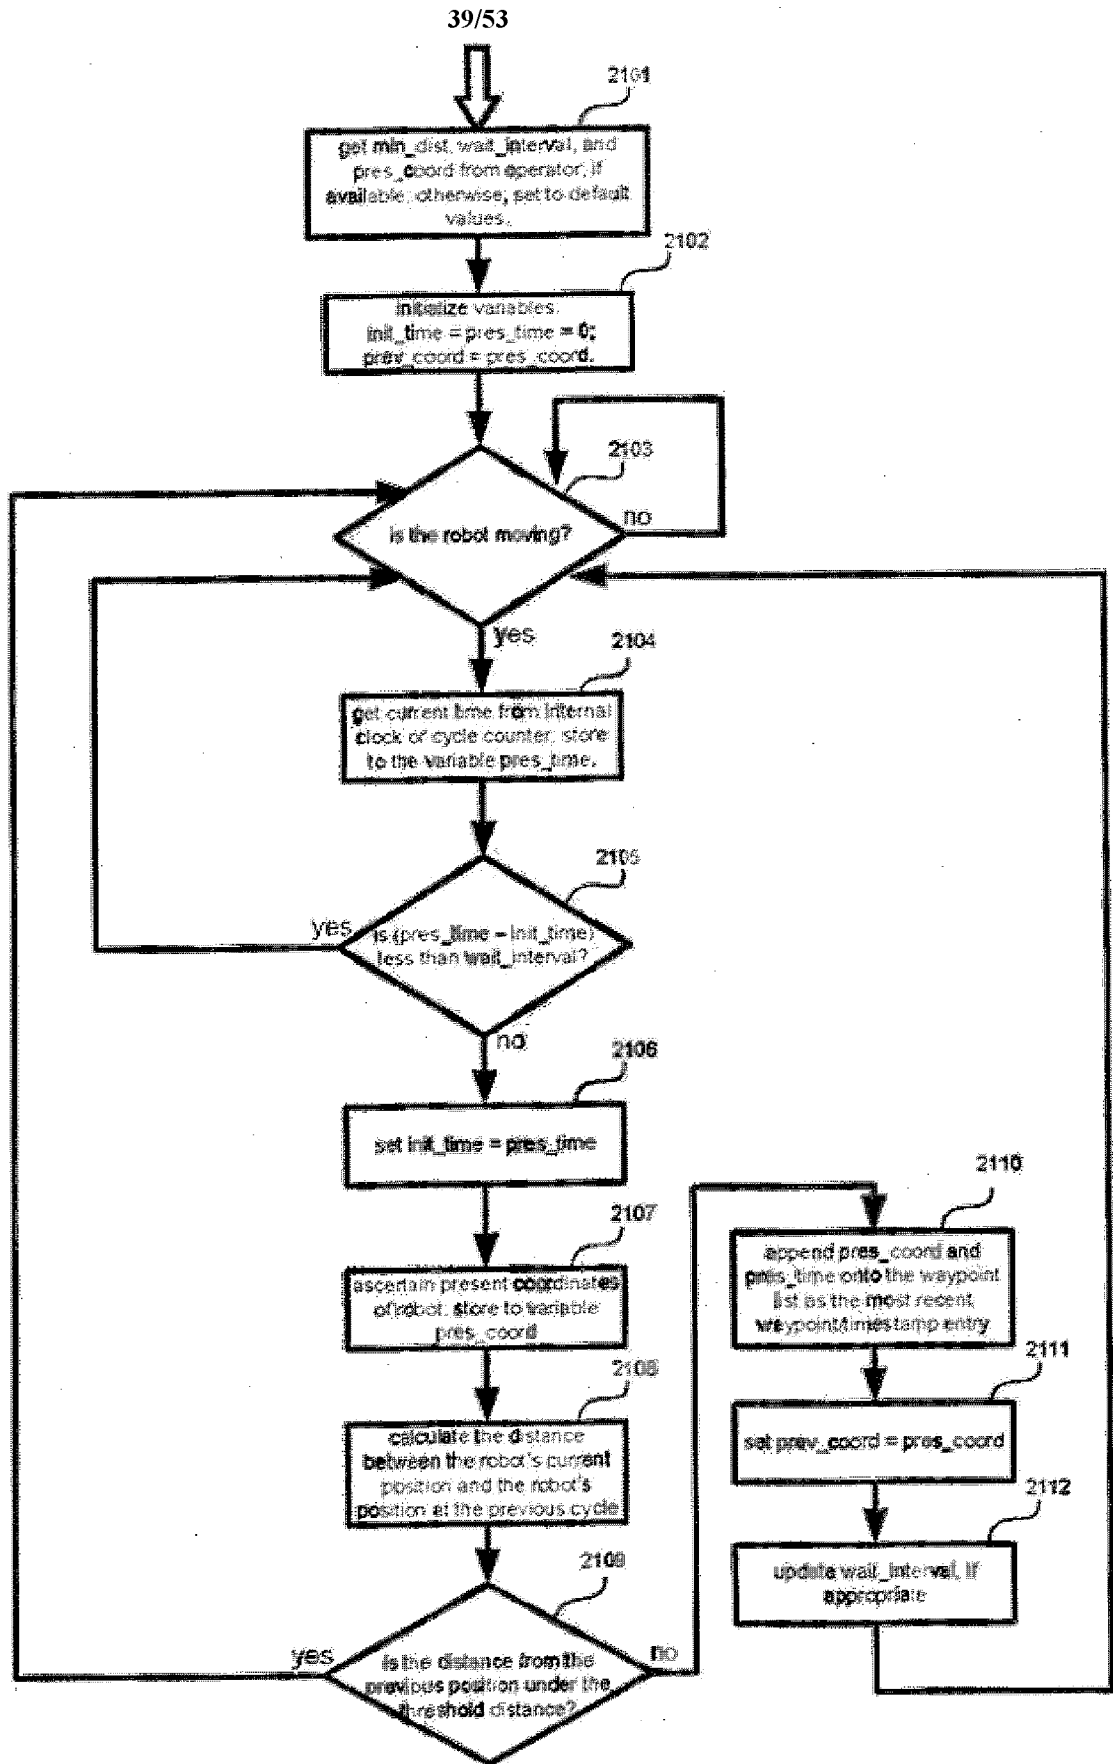 39/53
2101
get min_dist, wait_interval, and
pres_coord from operator, if
available; otherwise, set to default
values.
2102
initialize variables:
init_time = pres_time = 0;
prev_coord = pres_coord.
2103
is the robot moving?
no
yes
2104
get current time from internal
clock or cycle counter; store
to the variable pres_time.
2105
yes
is (pres_time – init_time)
less than wait_interval?
no
2106
set init_time = pres_time
2107
ascertain present coordinates
of robot; store to variable
pres_coord
2108
calculate the distance
between the robot's current
position and the robot's
position at the previous cycle
2109
yes
is the distance from the
previous position under the
threshold distance?
no
2110
append pres_coord and
pres_time onto the waypoint
list as the most recent
waypoint/timestamp entry
2111
set prev_coord = pres_coord
2112
update wait_interval, if
appropriate